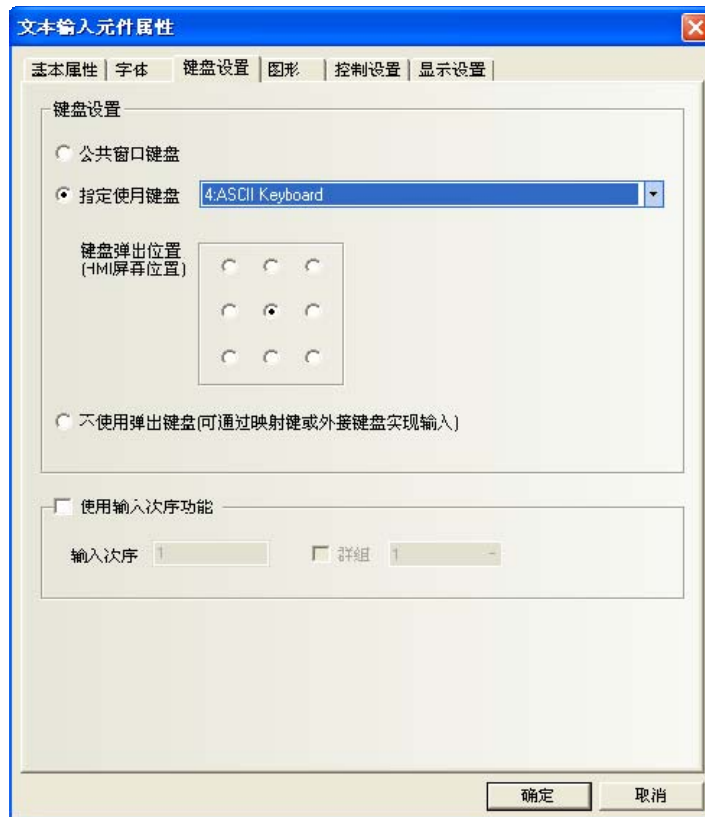 文本输入元件属性
基本属性 字体 键盘设置 图形 控制设置 显示设置
键盘设置
公共窗口键盘
指定使用键盘 4:ASCII Keyboard
键盘弹出位置
(HMI屏幕位置)
不使用弹出键盘(可通过映射键或外接键盘实现输入)
使用输入次序功能
输入次序 1 群组 1
确定 取消